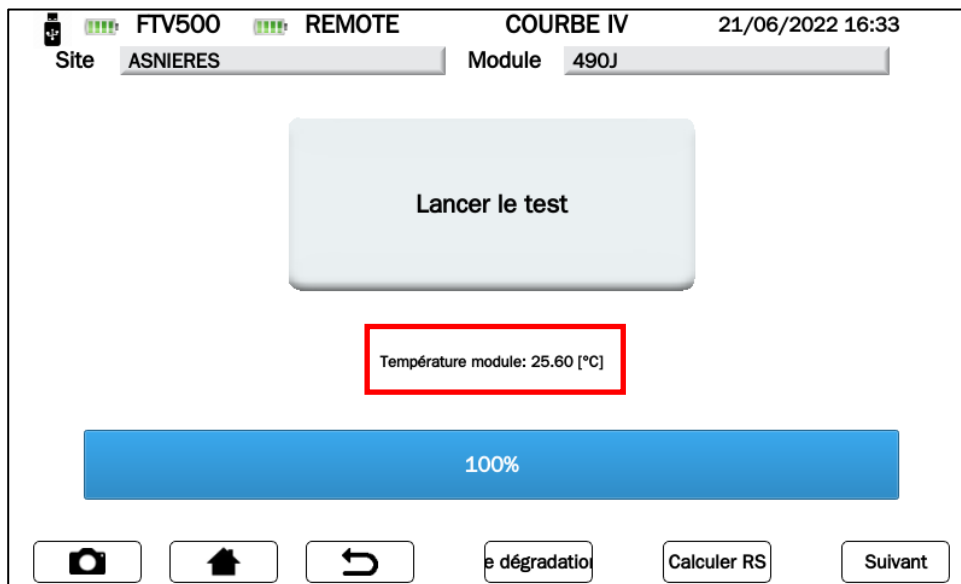 FTV500 REMOTE COURBE IV 21/06/2022 16:33
Site ASNIERES Module 490J
Lancer le test
Température module: 25.60 [°C]
100%
e dégradation Calculer RS Suivant